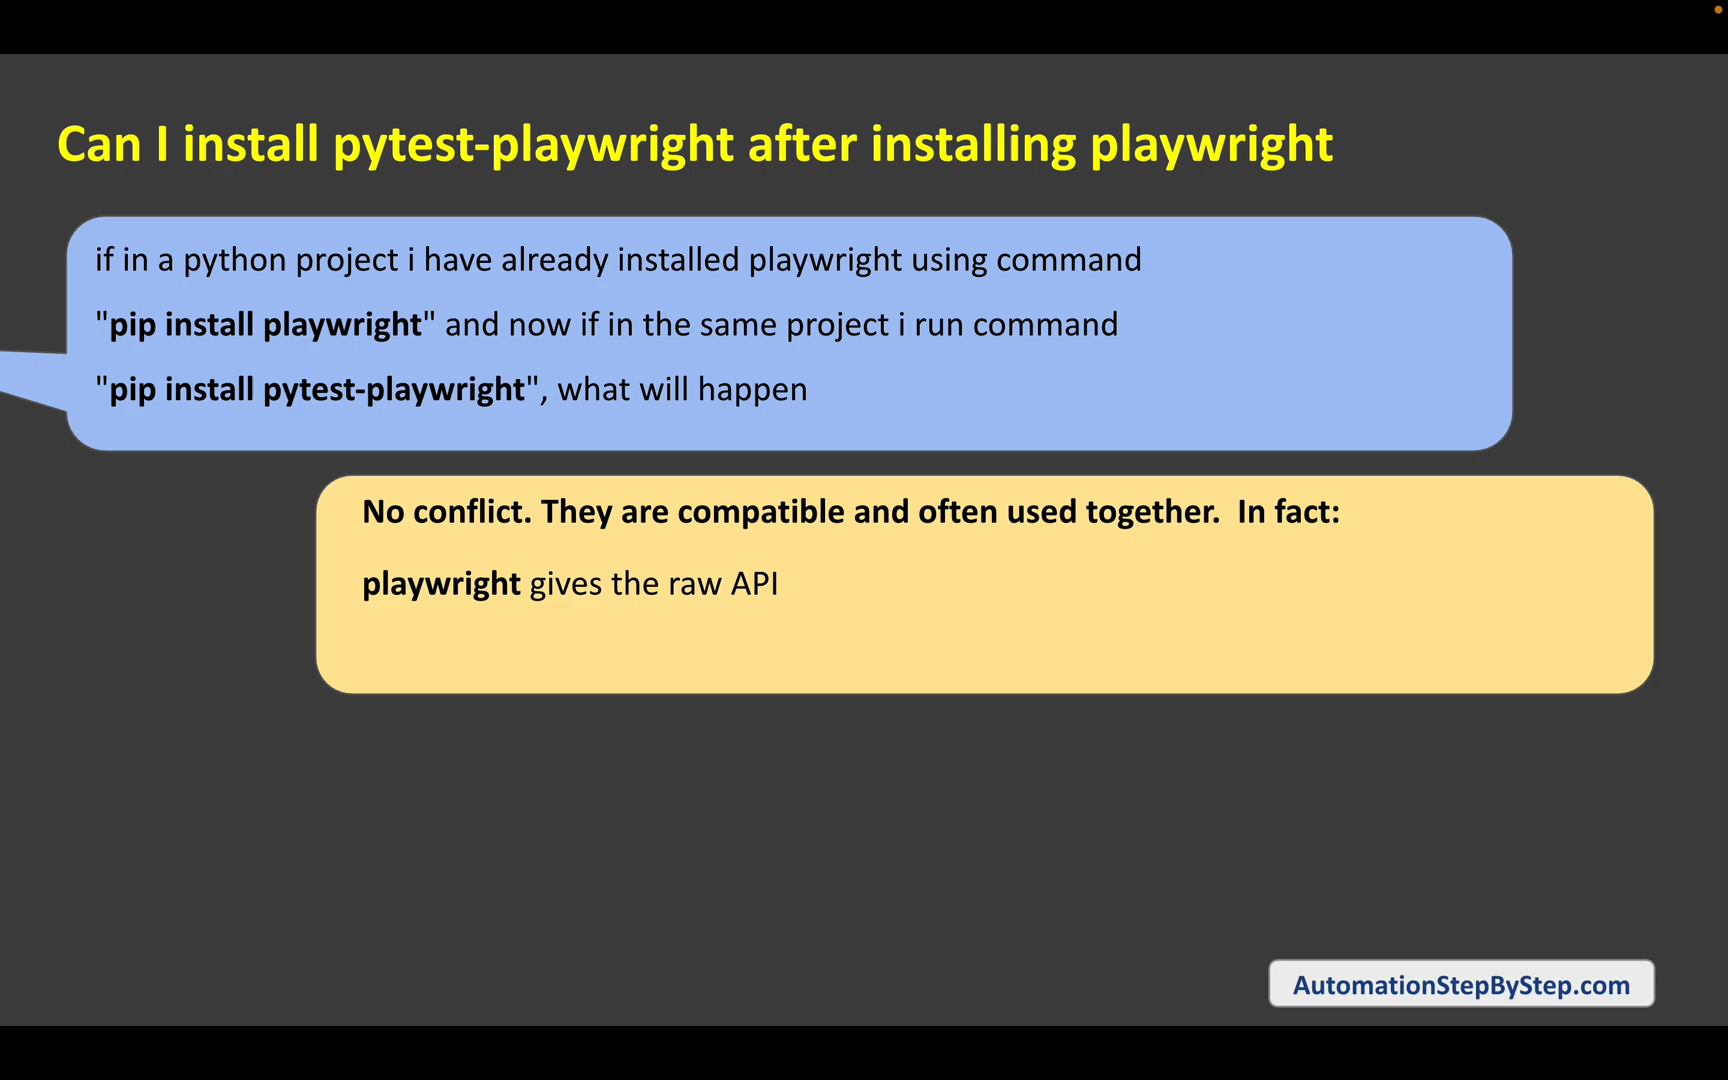 Can I install pytest-playwright after installing playwright
if in a python project i have already installed playwright using command
"pip install playwright" and now if in the same project i run command
"pip install pytest-playwright", what will happen
No conflict. They are compatible and often used together.  In fact:
playwright gives the raw API
AutomationStepByStep.com